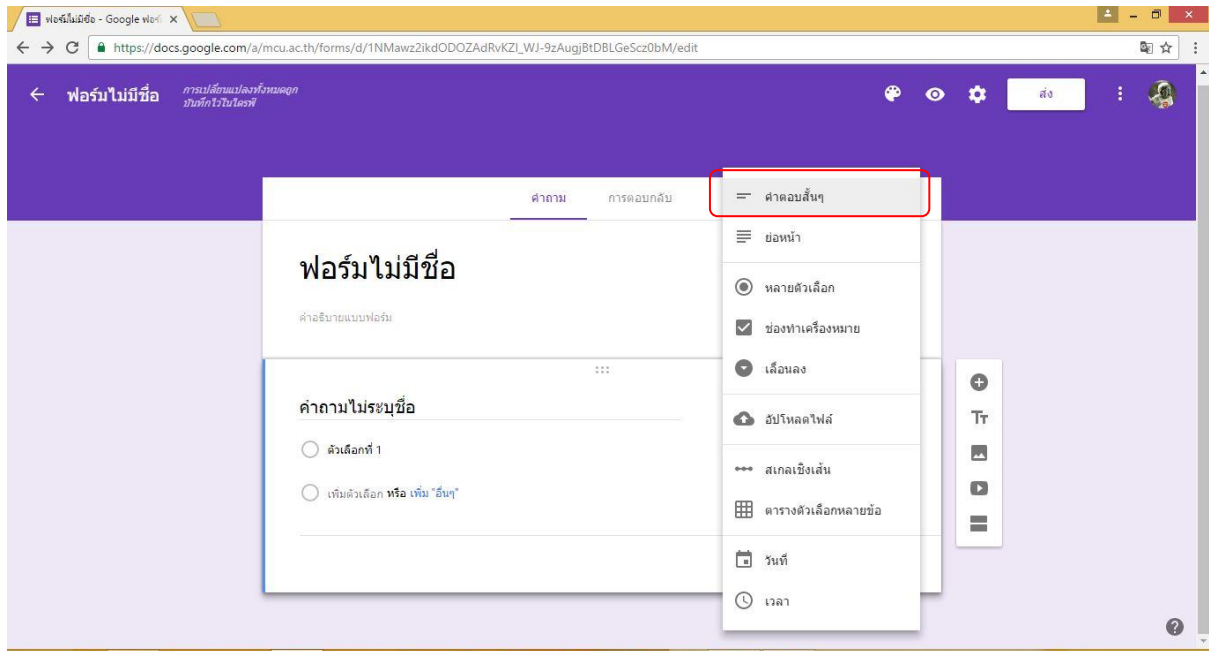 ฟอร์มไม่มีชื่อ - Google ฟอร์
https://docs.google.com/a/mcu.ac.th/forms/d/1NMawz2ikdODOZAdRvKZI_WJ-9zAugjBtDBLGeScz0bM/edit
ฟอร์มไม่มีชื่อ
การเปลี่ยนแปลงทั้งหมดถูก
บันทึกไว้ในไดรฟ์
ส่ง
คำถาม
การตอบกลับ
ฟอร์มไม่มีชื่อ
คำอธิบายแบบฟอร์ม
คำถามไม่ระบุชื่อ
ตัวเลือกที่ 1
เพิ่มตัวเลือก หรือ เพิ่ม "อื่นๆ"
คำตอบสั้นๆ
ย่อหน้า
หลายตัวเลือก
ช่องทำเครื่องหมาย
เลื่อนลง
อัปโหลดไฟล์
สเกลเชิงเส้น
ตารางตัวเลือกหลายข้อ
วันที่
เวลา
Tт